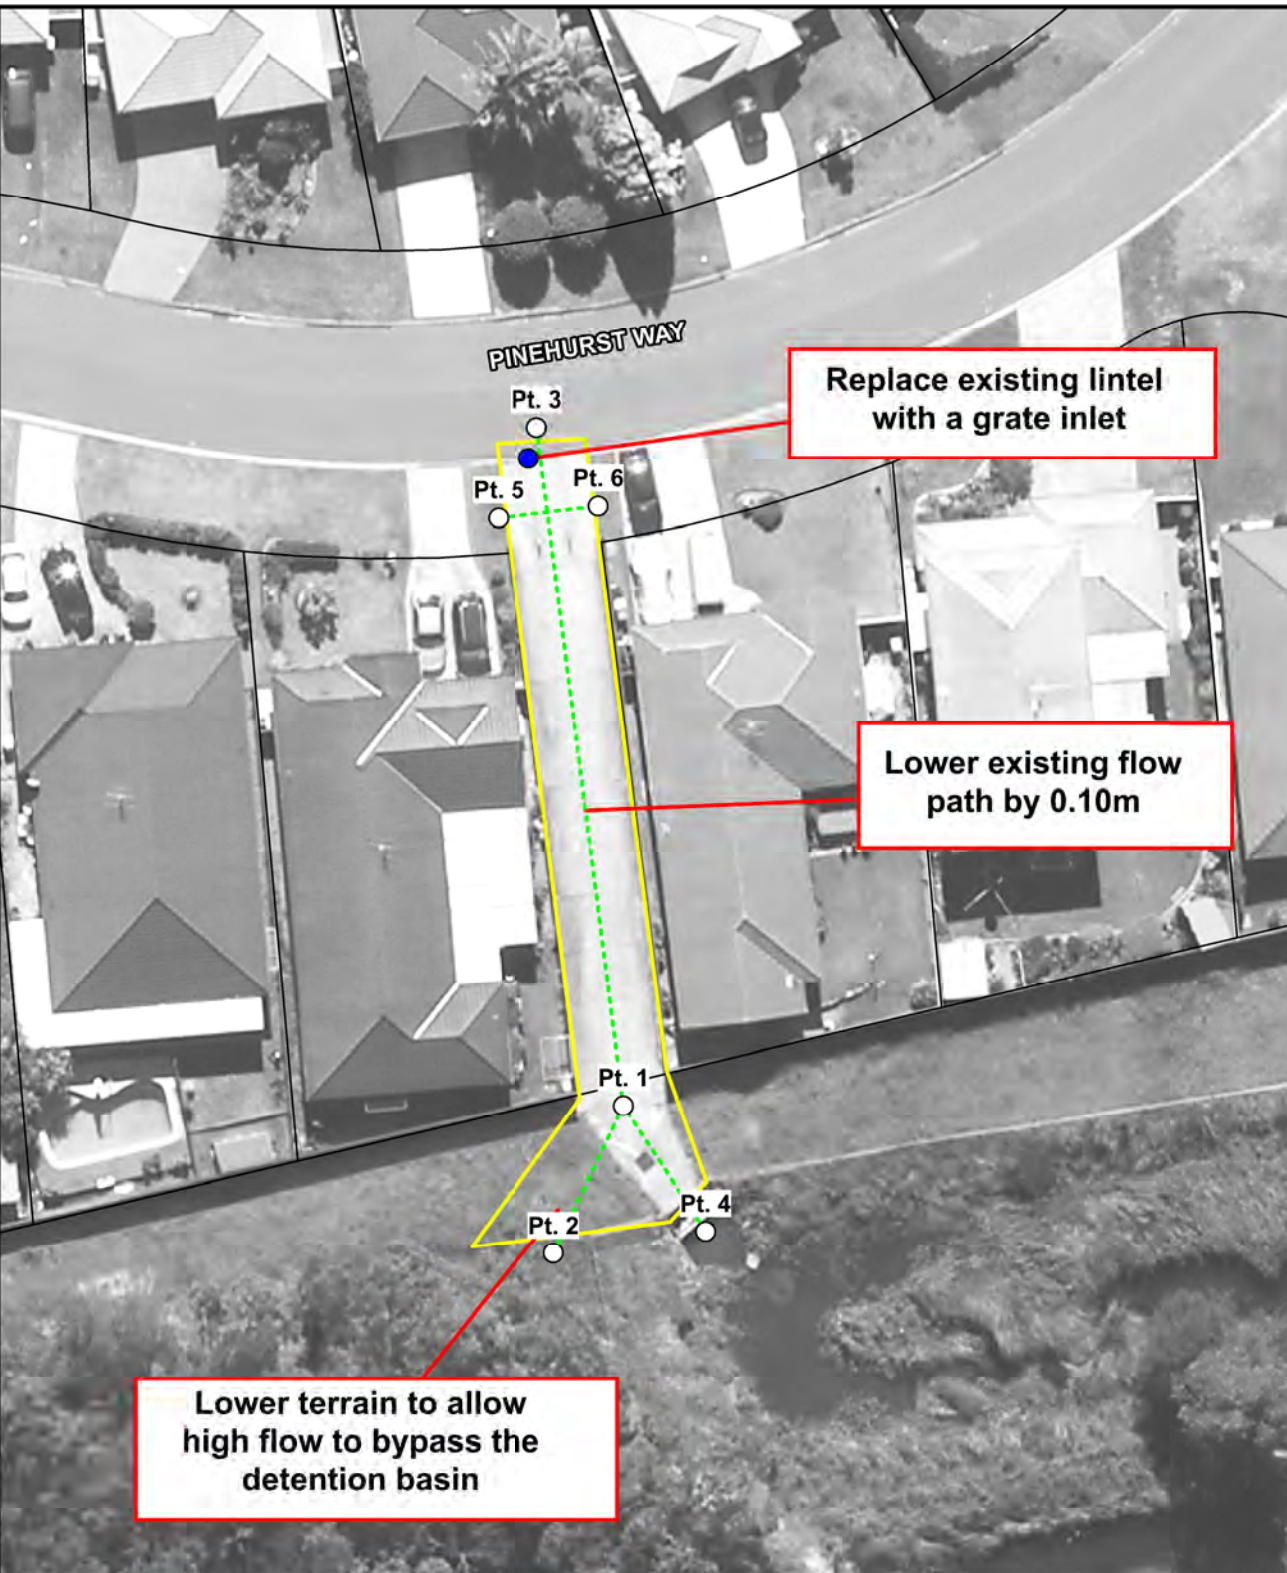 PINEHURST WAY
Pt. 3
Replace existing lintel
with a grate inlet
Pt. 5
Pt. 6
Lower existing flow
path by 0.10m
Pt. 1
Pt. 4
Pt. 2
Lower terrain to allow
high flow to bypass the
detention basin